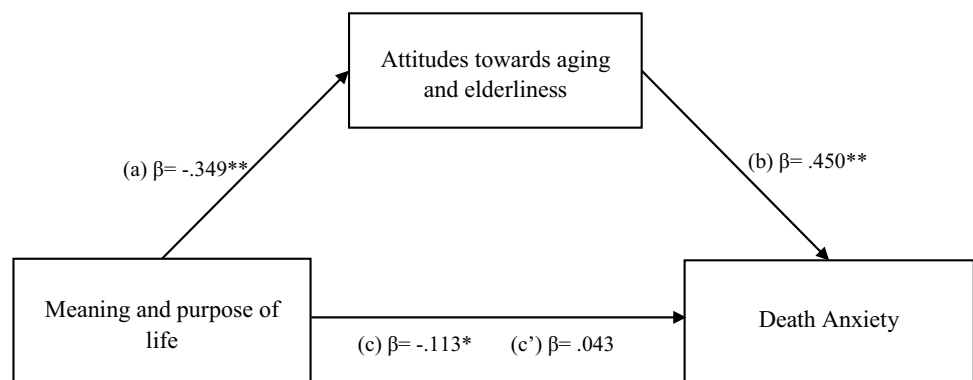 Attitudes towards aging
and elderliness
(a) β= -.349**
(b) β= .450**
Meaning and purpose of
life
(c) β= -.113* (c’) β= .043
Death Anxiety